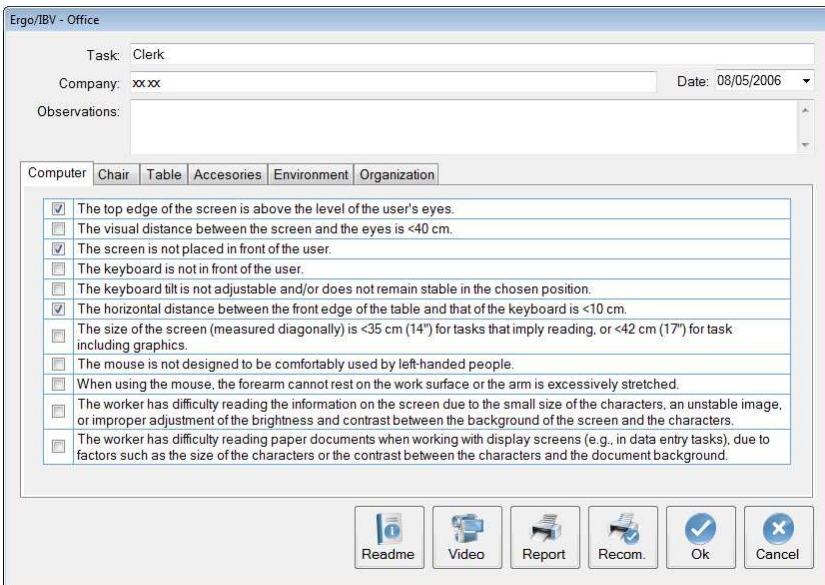 Ergo/IBV - Office
Task: Clerk
Company: xx xx Date: 08/05/2006
Observations:
Computer Chair Table Accesories Environment Organization
The top edge of the screen is above the level of the user's eyes.
The visual distance between the screen and the eyes is <40 cm.
The screen is not placed in front of the user.
The keyboard is not in front of the user.
The keyboard tilt is not adjustable and/or does not remain stable in the chosen position.
The horizontal distance between the front edge of the table and that of the keyboard is <10 cm.
The size of the screen (measured diagonally) is <35 cm (14") for tasks that imply reading, or <42 cm (17") for task
including graphics.
The mouse is not designed to be comfortably used by left-handed people.
When using the mouse, the forearm cannot rest on the work surface or the arm is excessively stretched.
The worker has difficulty reading the information on the screen due to the small size of the characters, an unstable image,
or improper adjustment of the brightness and contrast between the background of the screen and the characters.
The worker has difficulty reading paper documents when working with display screens (e.g., in data entry tasks), due to
factors such as the size of the characters or the contrast between the characters and the document background.
Readme Video Report Recom. Ok Cancel